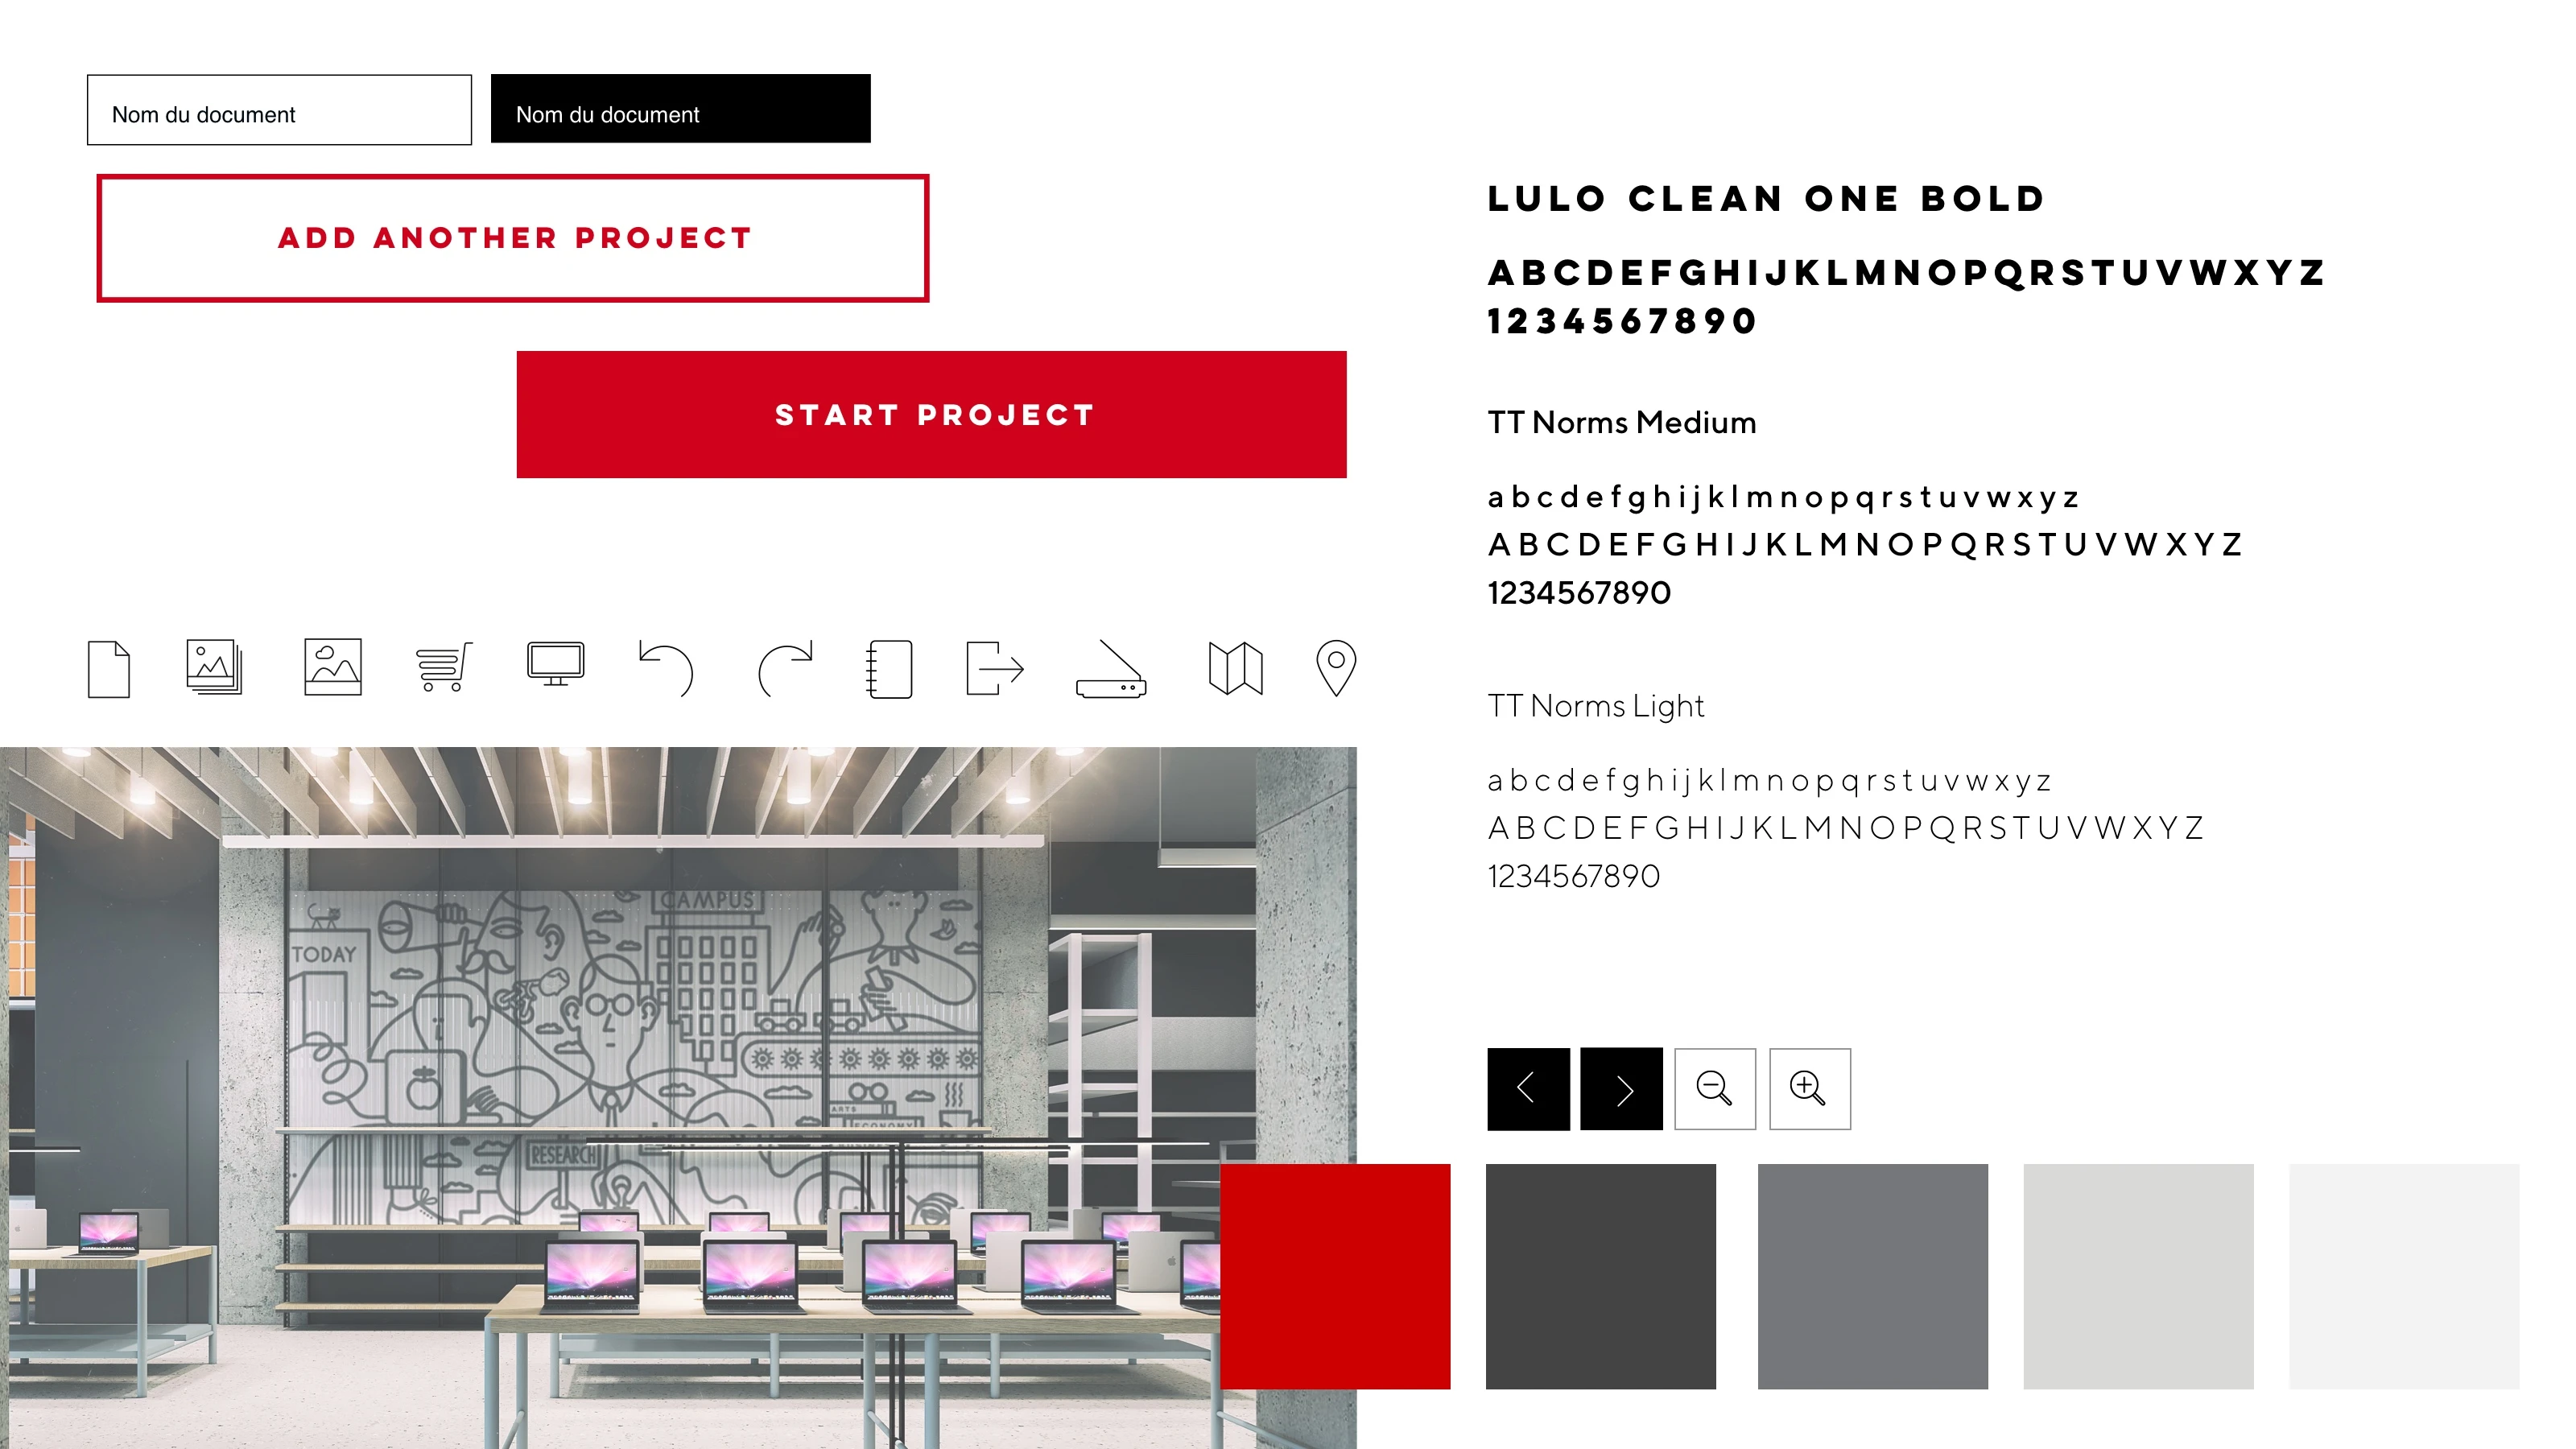 Nom du document
Nom du document
ADD ANOTHER PROJECT
START PROJECT
LULO CLEAN ONE BOLD
ABCDEFGHIJKLMNOPQRSTUVWXYZ
1234567890
TT Norms Medium
abcdefghijklmnopqrstuvwxyz
ABCDEFGHIJKLMNOPQRSTUVWXYZ
1234567890
TT Norms Light
abcdefghijklmnopqrstuvwxyz
ABCDEFGHIJKLMNOPQRSTUVWXYZ
1234567890
CAMPUS
TODAY
ARTS
ECONOMY
RESEARCH